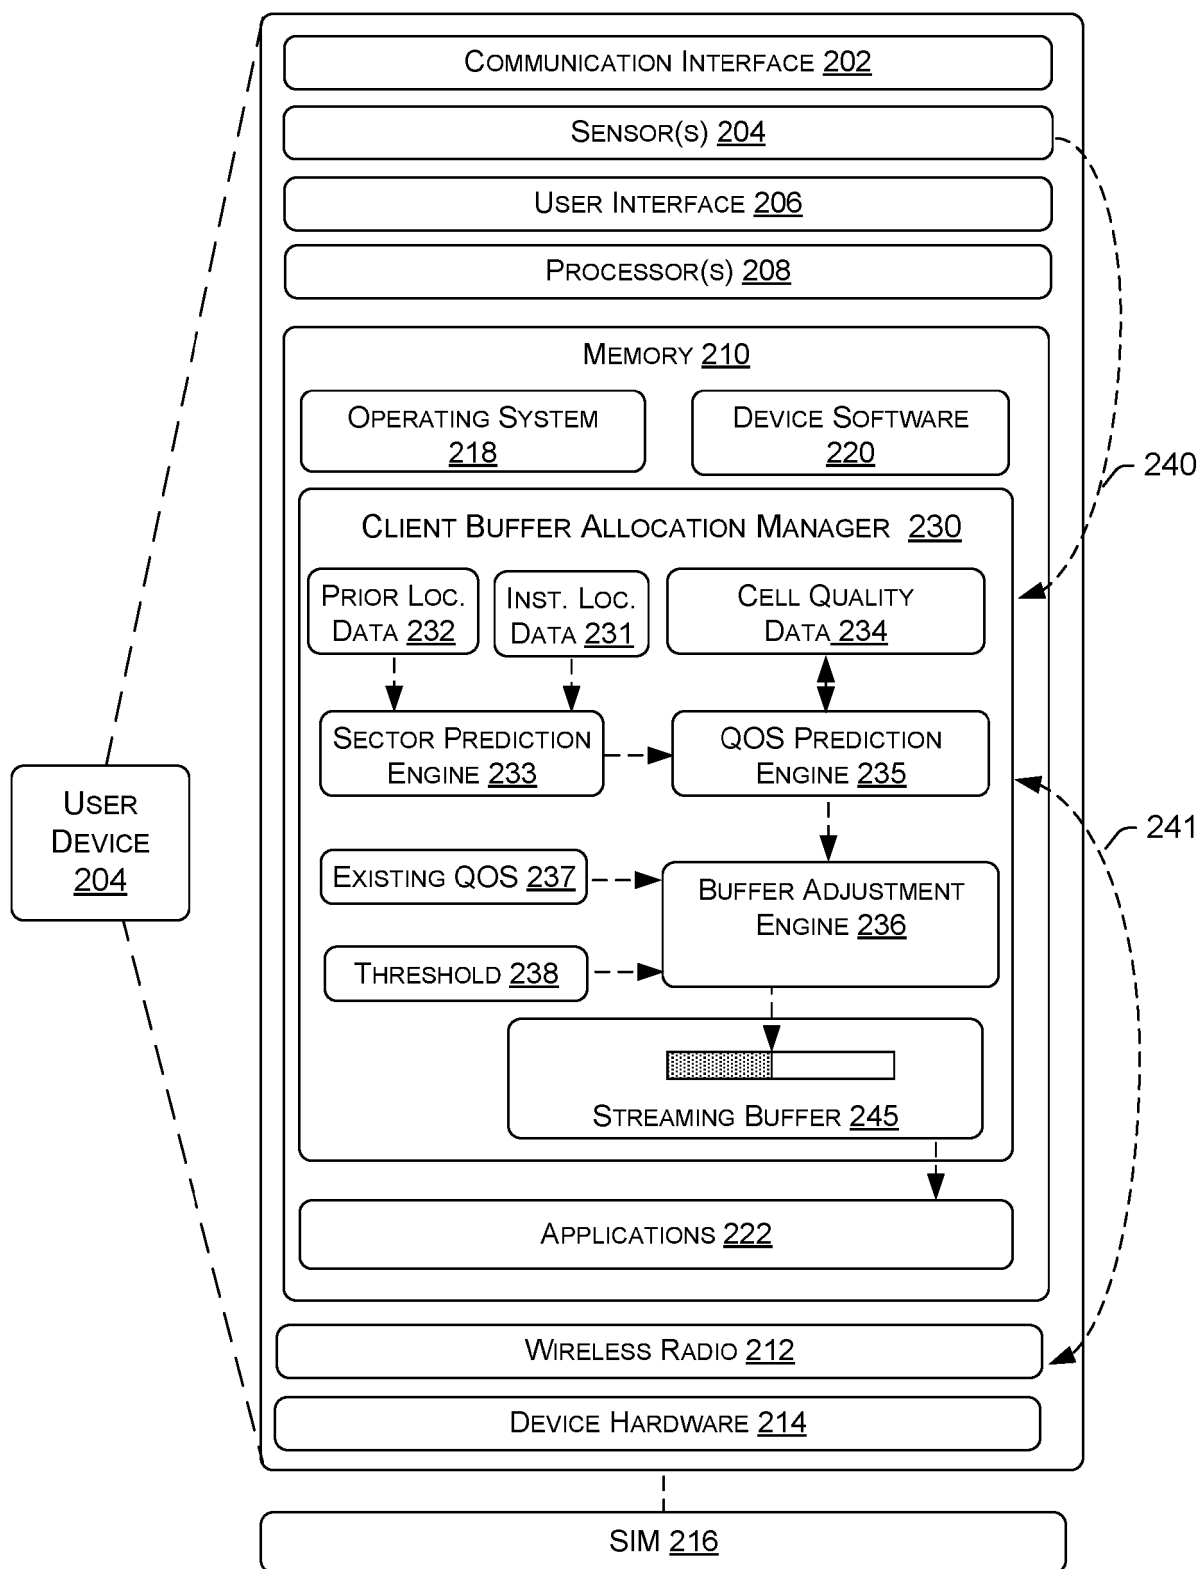 COMMUNICATION INTERFACE 202
SENSOR(S) 204
USER INTERFACE 206
PROCESSOR(S) 208
MEMORY 210
OPERATING SYSTEM
218
DEVICE SOFTWARE
220
240
CLIENT BUFFER ALLOCATION MANAGER 230
PRIOR LOC.
DATA 232
INST. LOC.
DATA 231
CELL QUALITY
DATA 234
SECTOR PREDICTION
ENGINE 233
QOS PREDICTION
ENGINE 235
USER
DEVICE
204
241
EXISTING QOS 237
BUFFER ADJUSTMENT
ENGINE 236
THRESHOLD 238
STREAMING BUFFER 245
APPLICATIONS 222
WIRELESS RADIO 212
DEVICE HARDWARE 214
SIM 216